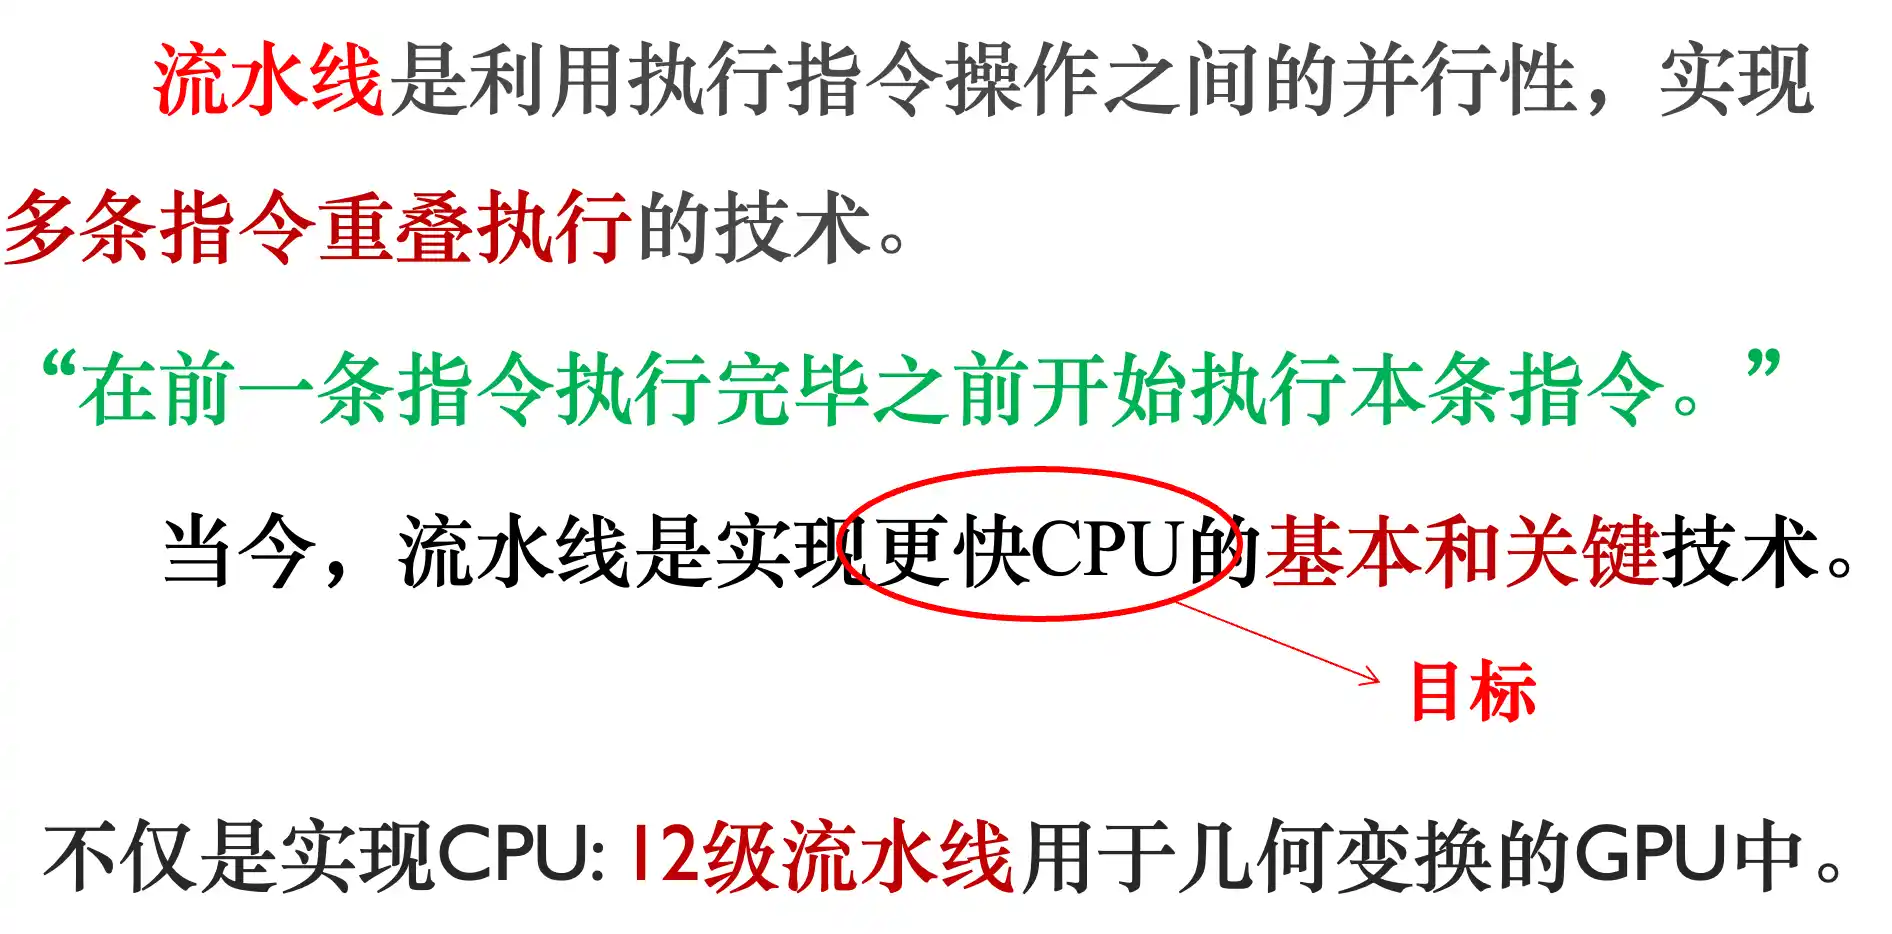 流水线是利用执行指令操作之间的并行性，实现
多条指令重叠执行的技术。
“在前一条指令执行完毕之前开始执行本条指令。”
当今，流水线是实现更快CPU的基本和关键技术。
目标
不仅是实现CPU: 12级流水线用于几何变换的GPU中。